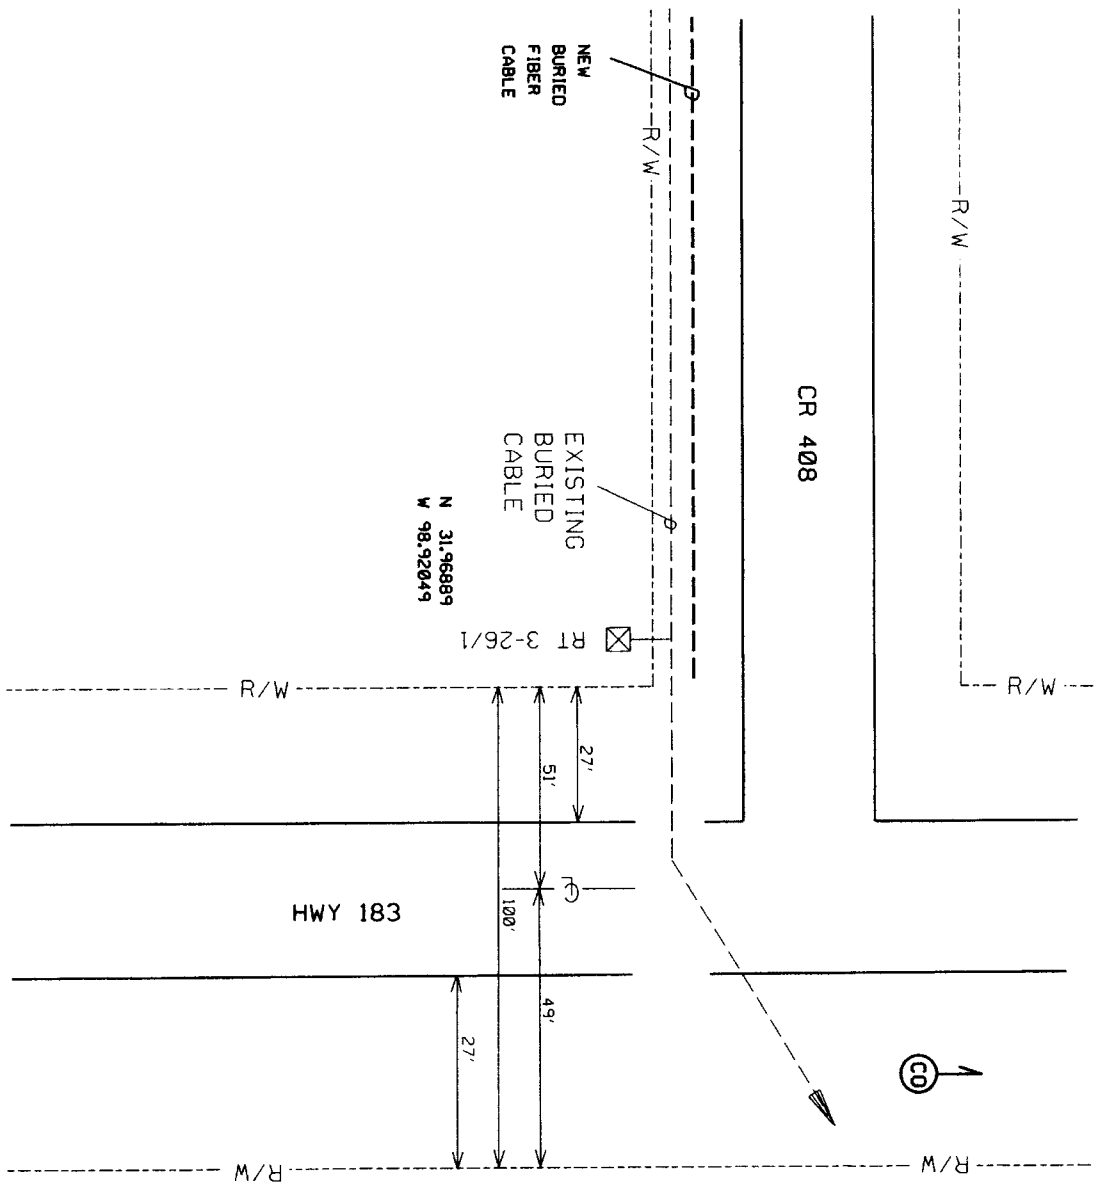 NEW
BURIED
FIBER
CABLE
R/W
R/W
CR 408
EXISTING
BURIED
CABLE
N 31.96889
W 98.92049
RT 3-26/1
R/W
R/W
27'
51'
℄
HWY 183
100'
49'
27'
CO
R/W
R/W